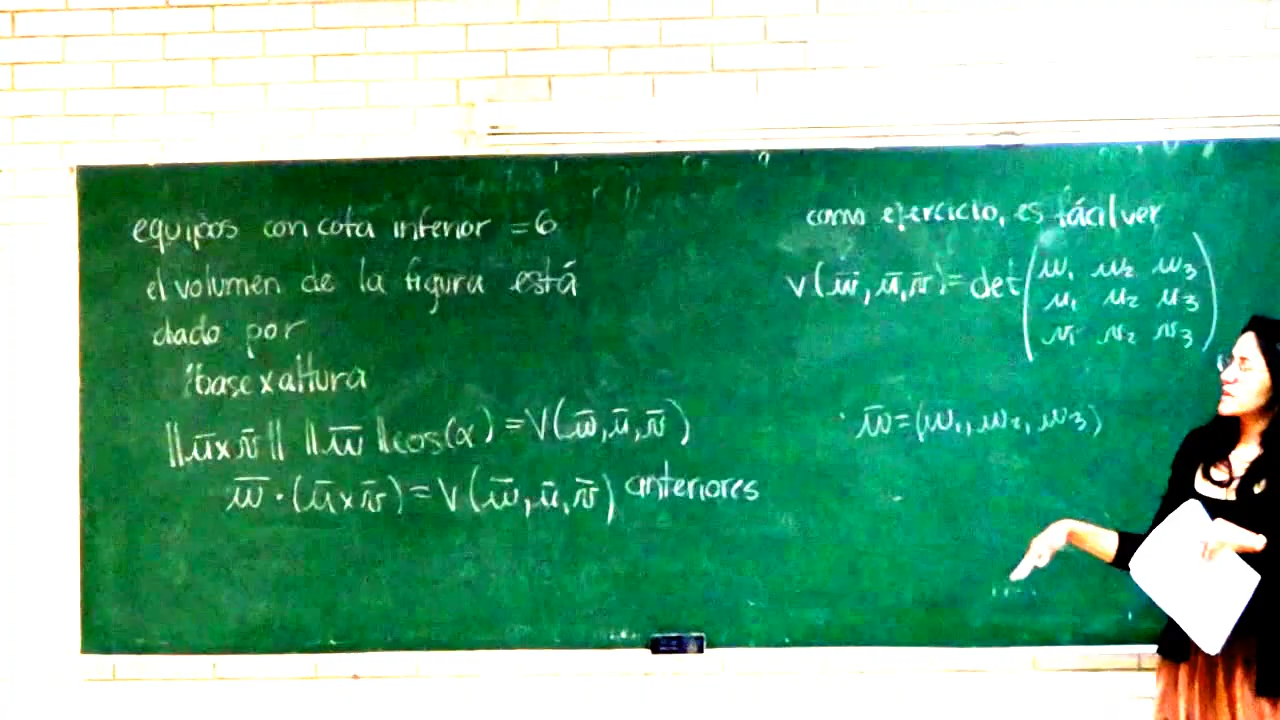 equipos con cota inferior = 6
el volumen de la figura está
dado por
base x altura
||ū x v̄|| ||w̄|| cos(α) = V(w̄, ū, v̄)
w̄ · (ū x v̄) = V(w̄, ū, v̄) anteriores
como ejercicio, es fácil ver
V(w̄, ū, v̄) = det ( w₁ w₂ w₃
u₁ u₂ u₃
v₁ v₂ v₃ )
w̄ = (w₁, w₂, w₃)